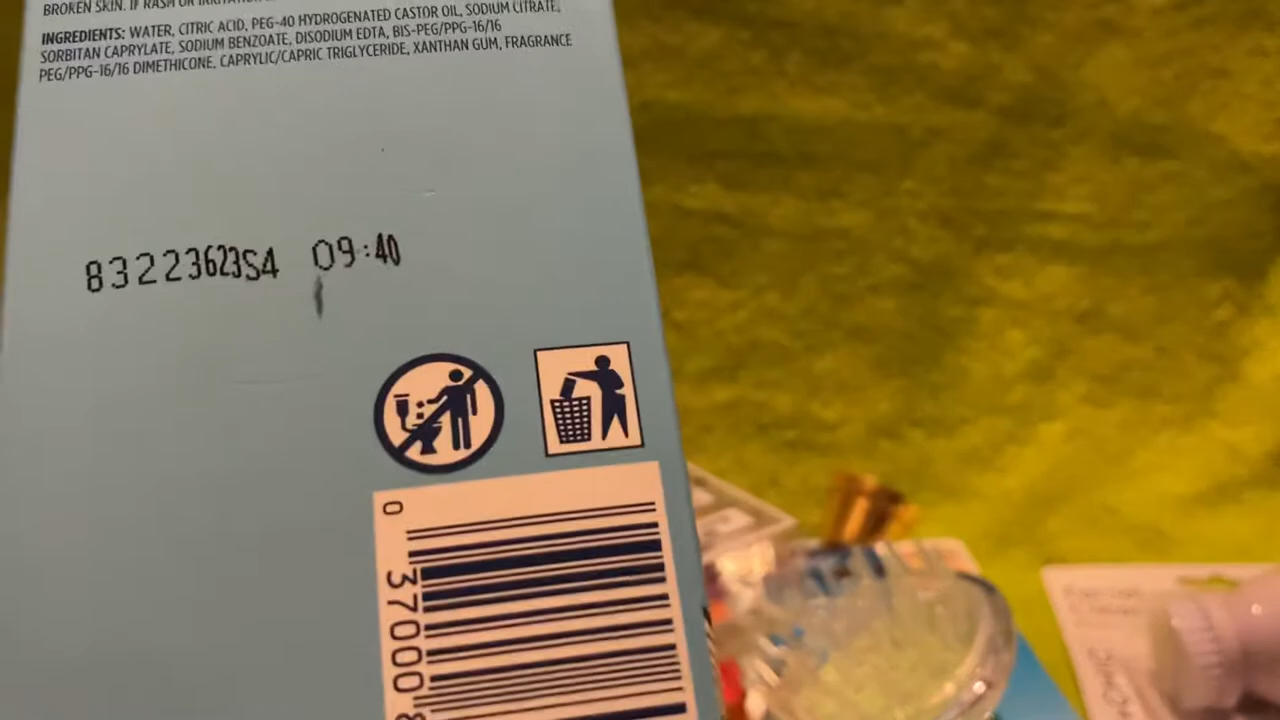 BROKEN SKIN. IF RASH OR
INGREDIENTS: WATER, CITRIC ACID, PEG-40 HYDROGENATED CASTOR OIL, SODIUM CITRATE,
SORBITAN CAPRYLATE, SODIUM BENZOATE, DISODIUM EDTA, BIS-PEG/PPG-16/16
PEG/PPG-16/16 DIMETHICONE, CAPRYLIC/CAPRIC TRIGLYCERIDE, XANTHAN GUM, FRAGRANCE
83223623S4 09:40
0
37000